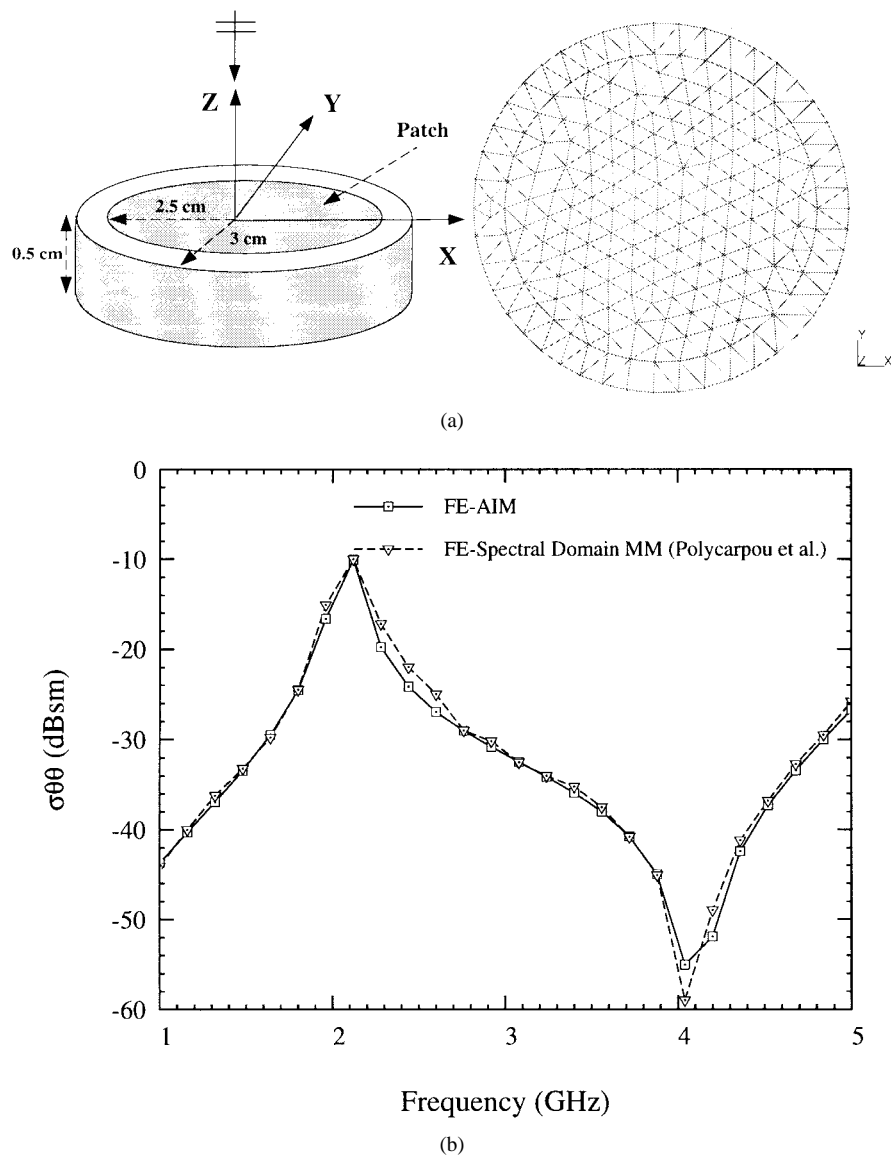 Z
Y
Patch
2.5 cm
3 cm
0.5 cm
X
Y
Z X
(a)
0
-10
-20
-30
-40
-50
-60
σθθ (dBsm)
FE-AIM
FE-Spectral Domain MM (Polycarpou et al.)
1
2
3
4
5
Frequency (GHz)
(b)